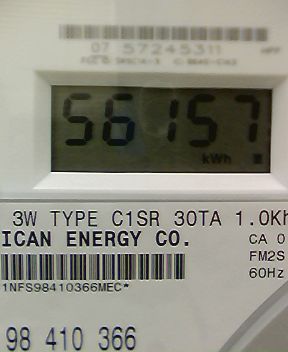 07 57245311
56157
kWh
3W TYPE C1SR 30TA 1.0Kh
ICAN ENERGY CO.
CA 0
FM2S
1NFS98410366MEC*
60Hz
98 410 366